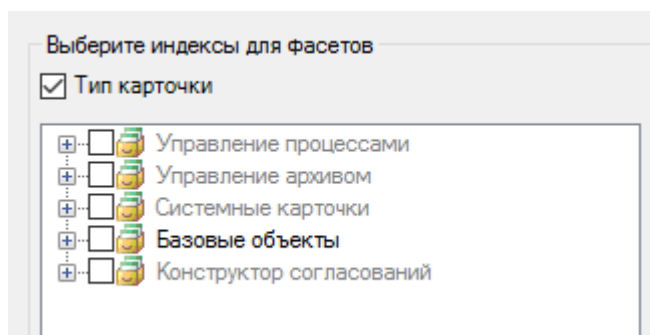 Выберите индексы для фасетов
Тип карточки
Управление процессами
Управление архивом
Системные карточки
Базовые объекты
Конструктор согласований